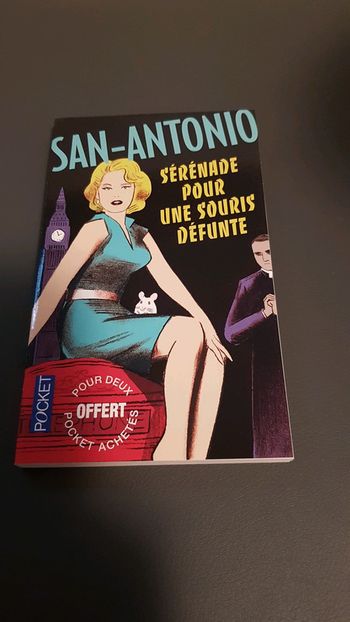 SAN-ANTONIO
SÉRÉNADE
POUR
UNE SOURIS
DÉFUNTE
POCKET
POUR DEUX
OFFERT
POCKET ACHETÉS